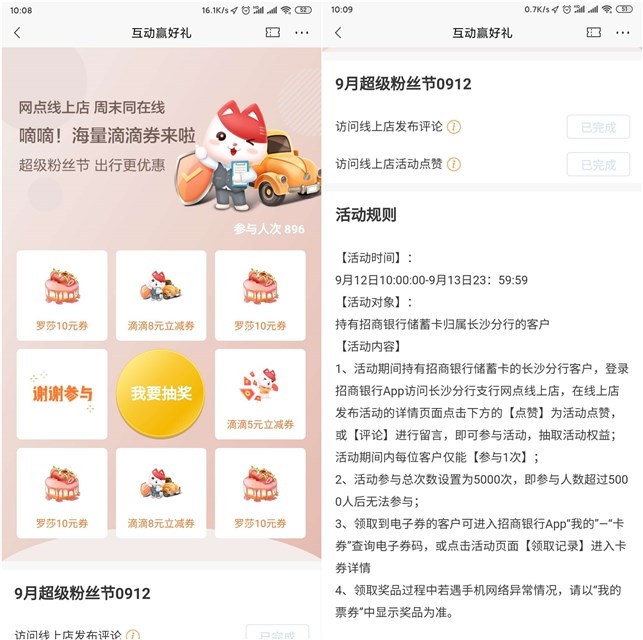 10:08
16.1K/s
52
互动赢好礼
网点线上店 周末同在线
嘀嘀！海量滴滴券来啦
超级粉丝节 出行更优惠
参与人次 896
罗莎10元券
滴滴8元立减券
罗莎10元券
谢谢参与
我要抽奖
滴滴5元立减券
罗莎10元券
滴滴8元立减券
罗莎10元券
9月超级粉丝节0912
访问线上店发布评论
已完成
10:09
0.7K/s
51
互动赢好礼
9月超级粉丝节0912
访问线上店发布评论
已完成
访问线上店活动点赞
已完成
活动规则
【活动时间】：
9月12日10:00:00-9月13日23：59:59
【活动对象】：
持有招商银行储蓄卡归属长沙分行的客户
【活动内容】
1、活动期间持有招商银行储蓄卡的长沙分行客户，登录
招商银行App访问长沙分行支行网点线上店，在线上店
发布活动的详情页面点击下方的【点赞】为活动点赞，
或【评论】进行留言，即可参与活动，抽取活动权益；
活动期间内每位客户仅能【参与1次】；
2、活动参与总次数设置为5000次，即参与人数超过500
0人后无法参与；
3、领取到电子券的客户可进入招商银行App“我的”—“卡
券”查询电子券码，或点击活动页面【领取记录】进入卡
券详情
4、领取奖品过程中若遇手机网络异常情况，请以“我的
票券”中显示奖品为准。